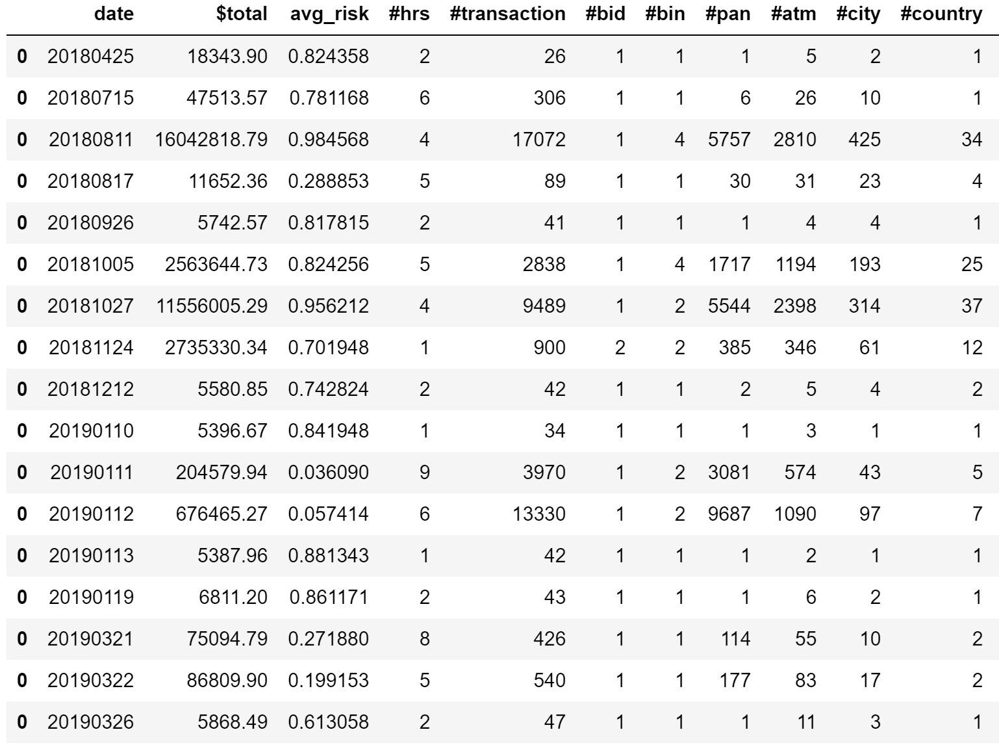 date $total avg_risk #hrs #transaction #bid #bin #pan #atm #city #country
0 20180425 18343.90 0.824358 2 26 1 1 1 5 2 1
0 20180715 47513.57 0.781168 6 306 1 1 6 26 10 1
0 20180811 16042818.79 0.984568 4 17072 1 4 5757 2810 425 34
0 20180817 11652.36 0.288853 5 89 1 1 30 31 23 4
0 20180926 5742.57 0.817815 2 41 1 1 1 4 4 1
0 20181005 2563644.73 0.824256 5 2838 1 4 1717 1194 193 25
0 20181027 11556005.29 0.956212 4 9489 1 2 5544 2398 314 37
0 20181124 2735330.34 0.701948 1 900 2 2 385 346 61 12
0 20181212 5580.85 0.742824 2 42 1 1 2 5 4 2
0 20190110 5396.67 0.841948 1 34 1 1 1 3 1 1
0 20190111 204579.94 0.036090 9 3970 1 2 3081 574 43 5
0 20190112 676465.27 0.057414 6 13330 1 2 9687 1090 97 7
0 20190113 5387.96 0.881343 1 42 1 1 1 2 1 1
0 20190119 6811.20 0.861171 2 43 1 1 1 6 2 1
0 20190321 75094.79 0.271880 8 426 1 1 114 55 10 2
0 20190322 86809.90 0.199153 5 540 1 1 177 83 17 2
0 20190326 5868.49 0.613058 2 47 1 1 1 11 3 1